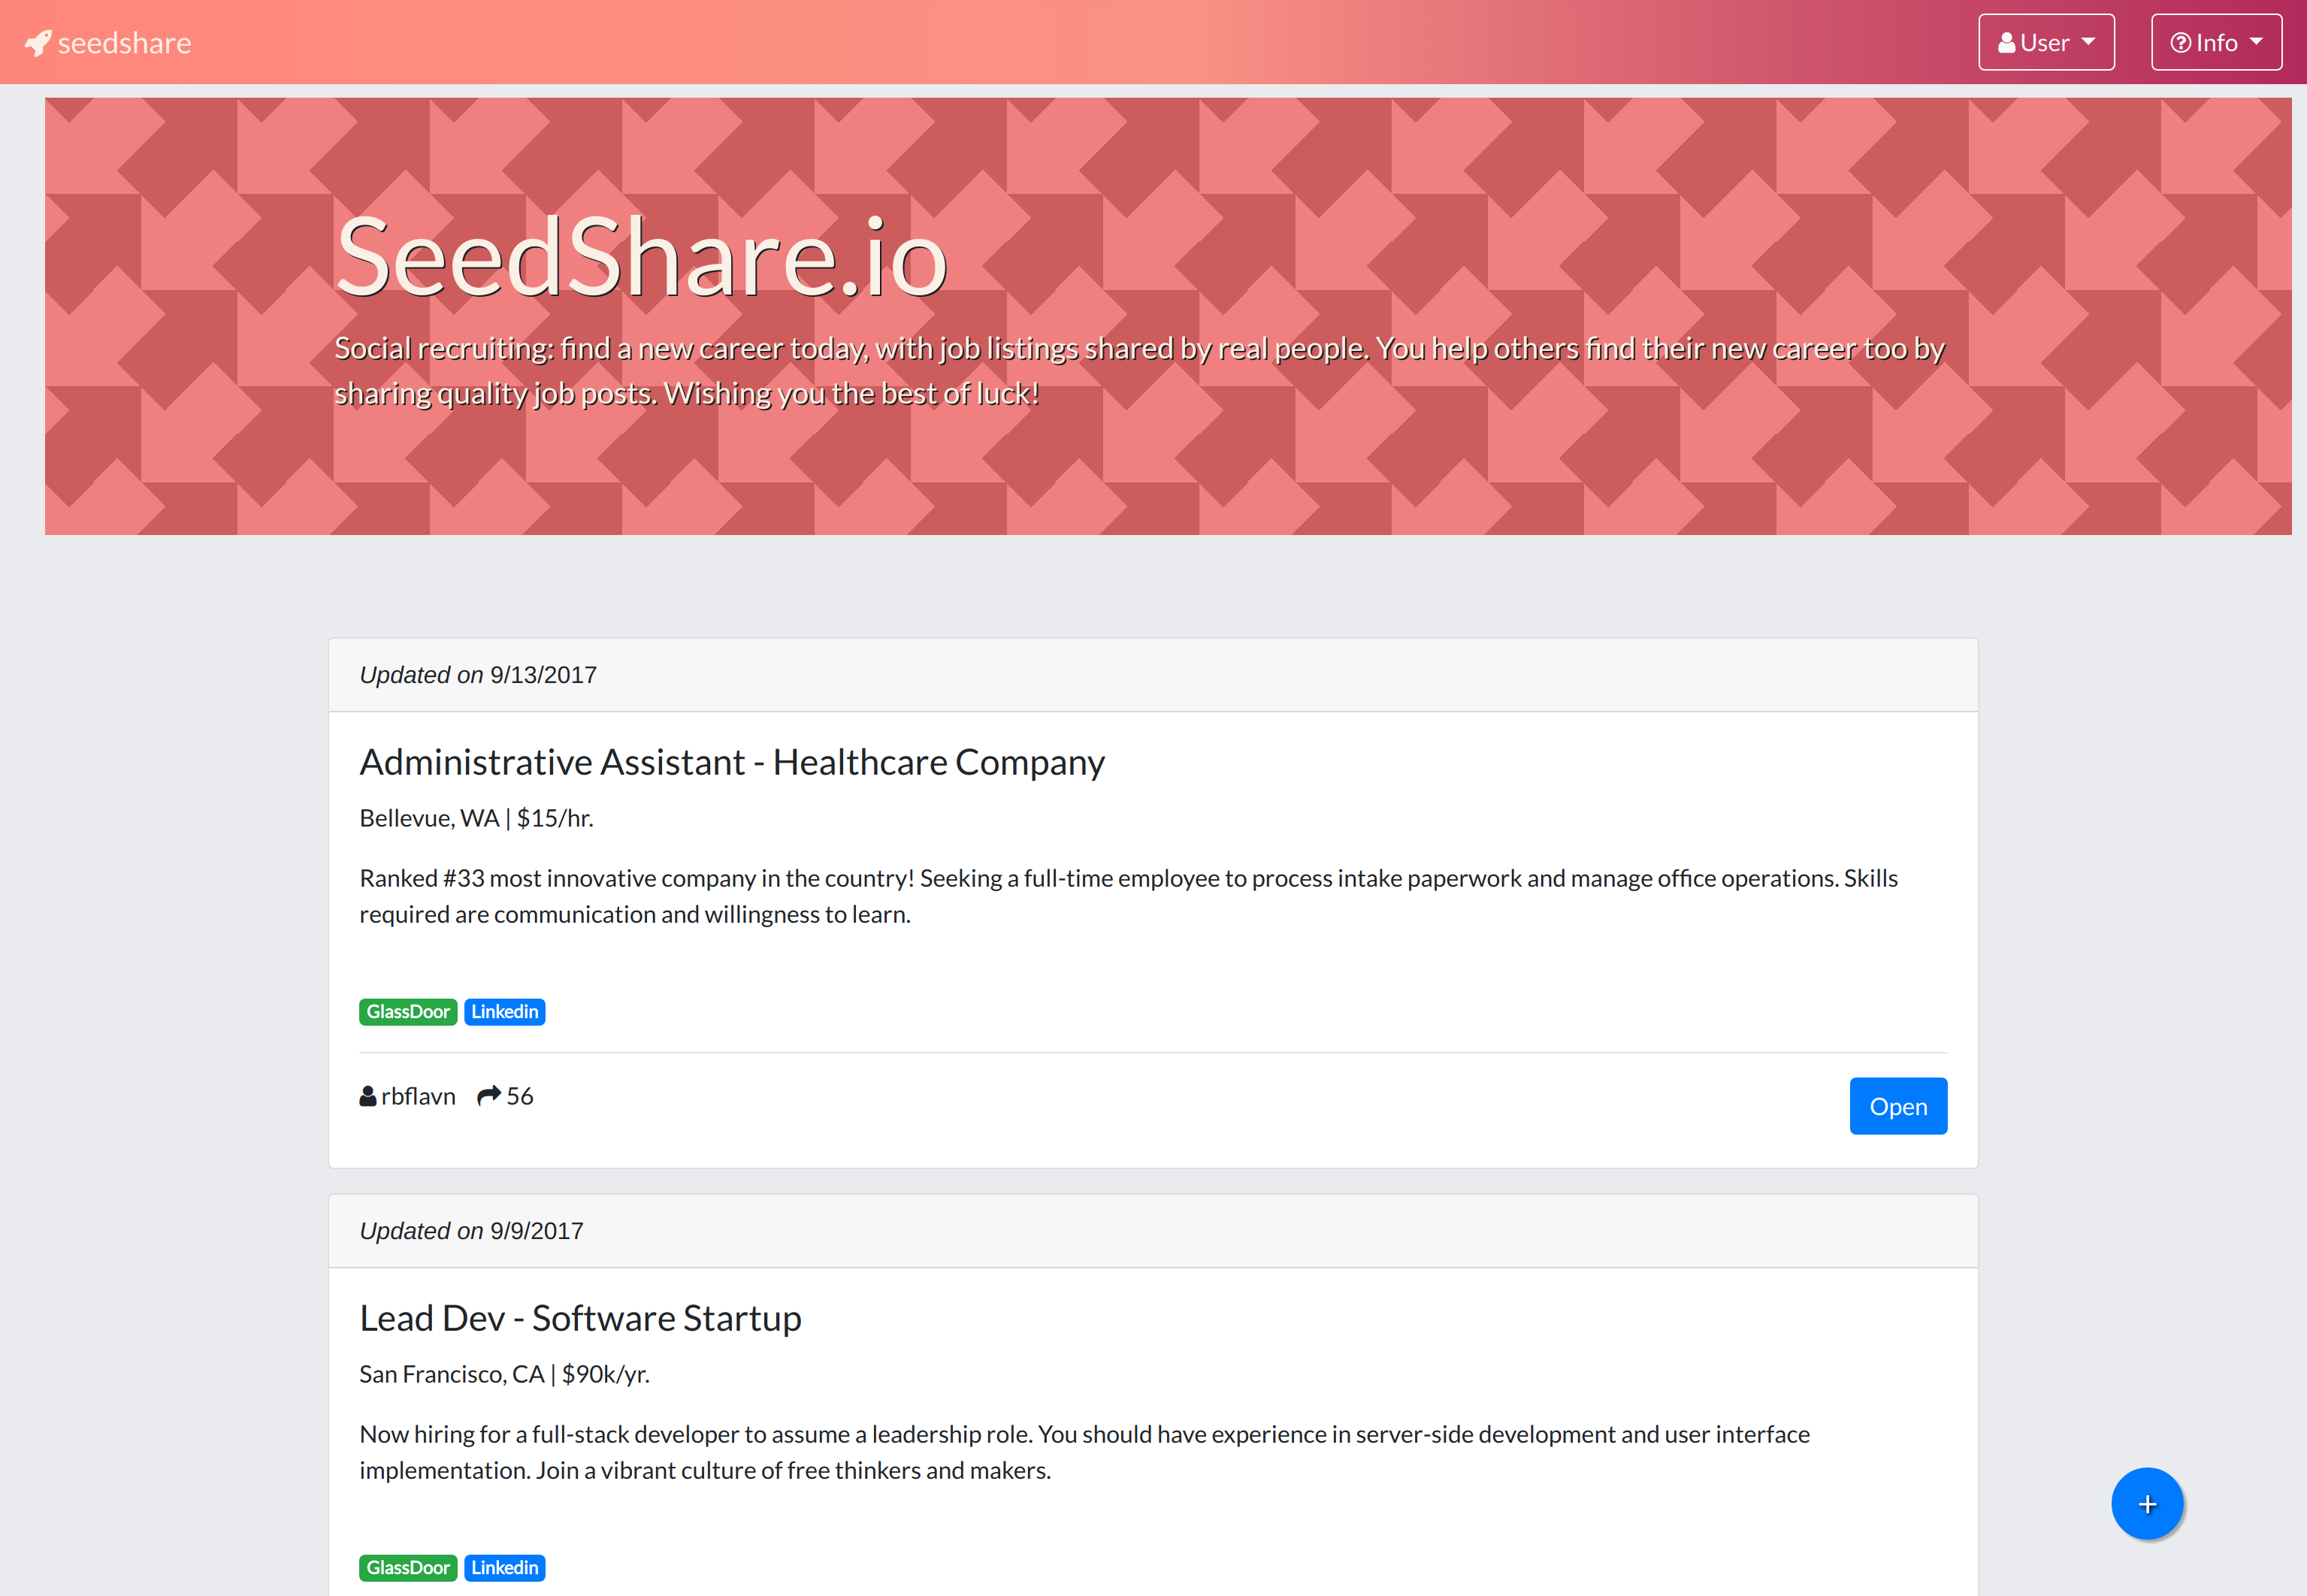 seedshare
User
Info
SeedShare.io
Social recruiting: find a new career today, with job listings shared by real people. You help others find their new career too by
sharing quality job posts. Wishing you the best of luck!
Updated on 9/13/2017
Administrative Assistant - Healthcare Company
Bellevue, WA | $15/hr.
Ranked #33 most innovative company in the country! Seeking a full-time employee to process intake paperwork and manage office operations. Skills
required are communication and willingness to learn.
GlassDoor Linkedin
rbflavn 56
Open
Updated on 9/9/2017
Lead Dev - Software Startup
San Francisco, CA | $90k/yr.
Now hiring for a full-stack developer to assume a leadership role. You should have experience in server-side development and user interface
implementation. Join a vibrant culture of free thinkers and makers.
+
GlassDoor Linkedin